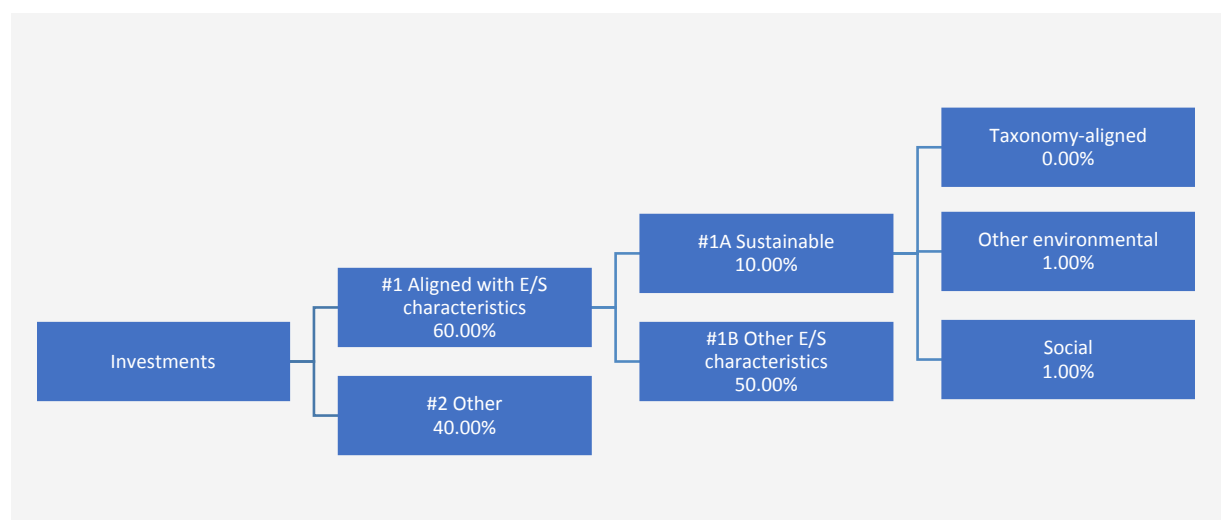 Investments
#1 Aligned with E/S
characteristics
60.00%
#2 Other
40.00%
#1A Sustainable
10.00%
#1B Other E/S
characteristics
50.00%
Taxonomy-aligned
0.00%
Other environmental
1.00%
Social
1.00%